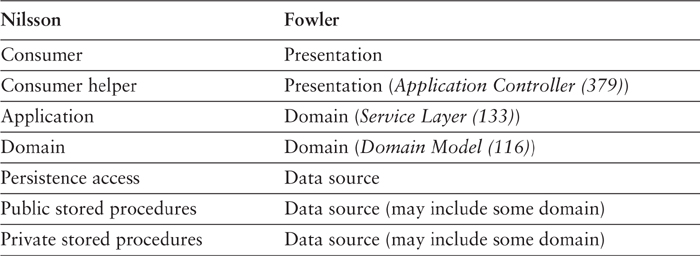 Nilsson Fowler
Consumer Presentation
Consumer helper Presentation (Application Controller (379))
Application Domain (Service Layer (133))
Domain Domain (Domain Model (116))
Persistence access Data source
Public stored procedures Data source (may include some domain)
Private stored procedures Data source (may include some domain)